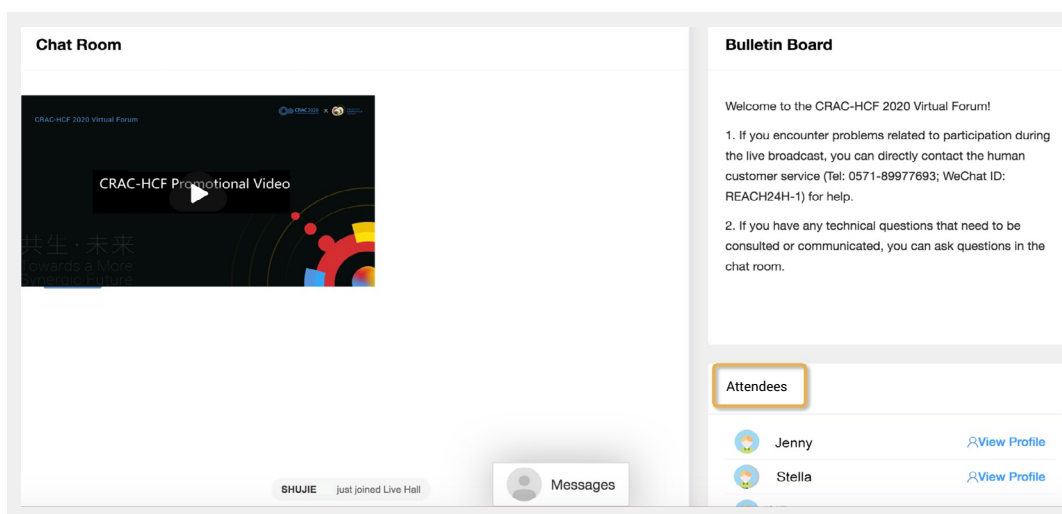 Chat Room
CRAC-HCF 2020 Virtual Forum
CRAC 2020 ×
CRAC-HCF Promotional Video
共生·未来
Towards a More
Synergic Future
SHUJIE just joined Live Hall
Messages
Bulletin Board
Welcome to the CRAC-HCF 2020 Virtual Forum!
1. If you encounter problems related to participation during
the live broadcast, you can directly contact the human
customer service (Tel: 0571-89977693; WeChat ID:
REACH24H-1) for help.
2. If you have any technical questions that need to be
consulted or communicated, you can ask questions in the
chat room.
Attendees
Jenny View Profile
Stella View Profile